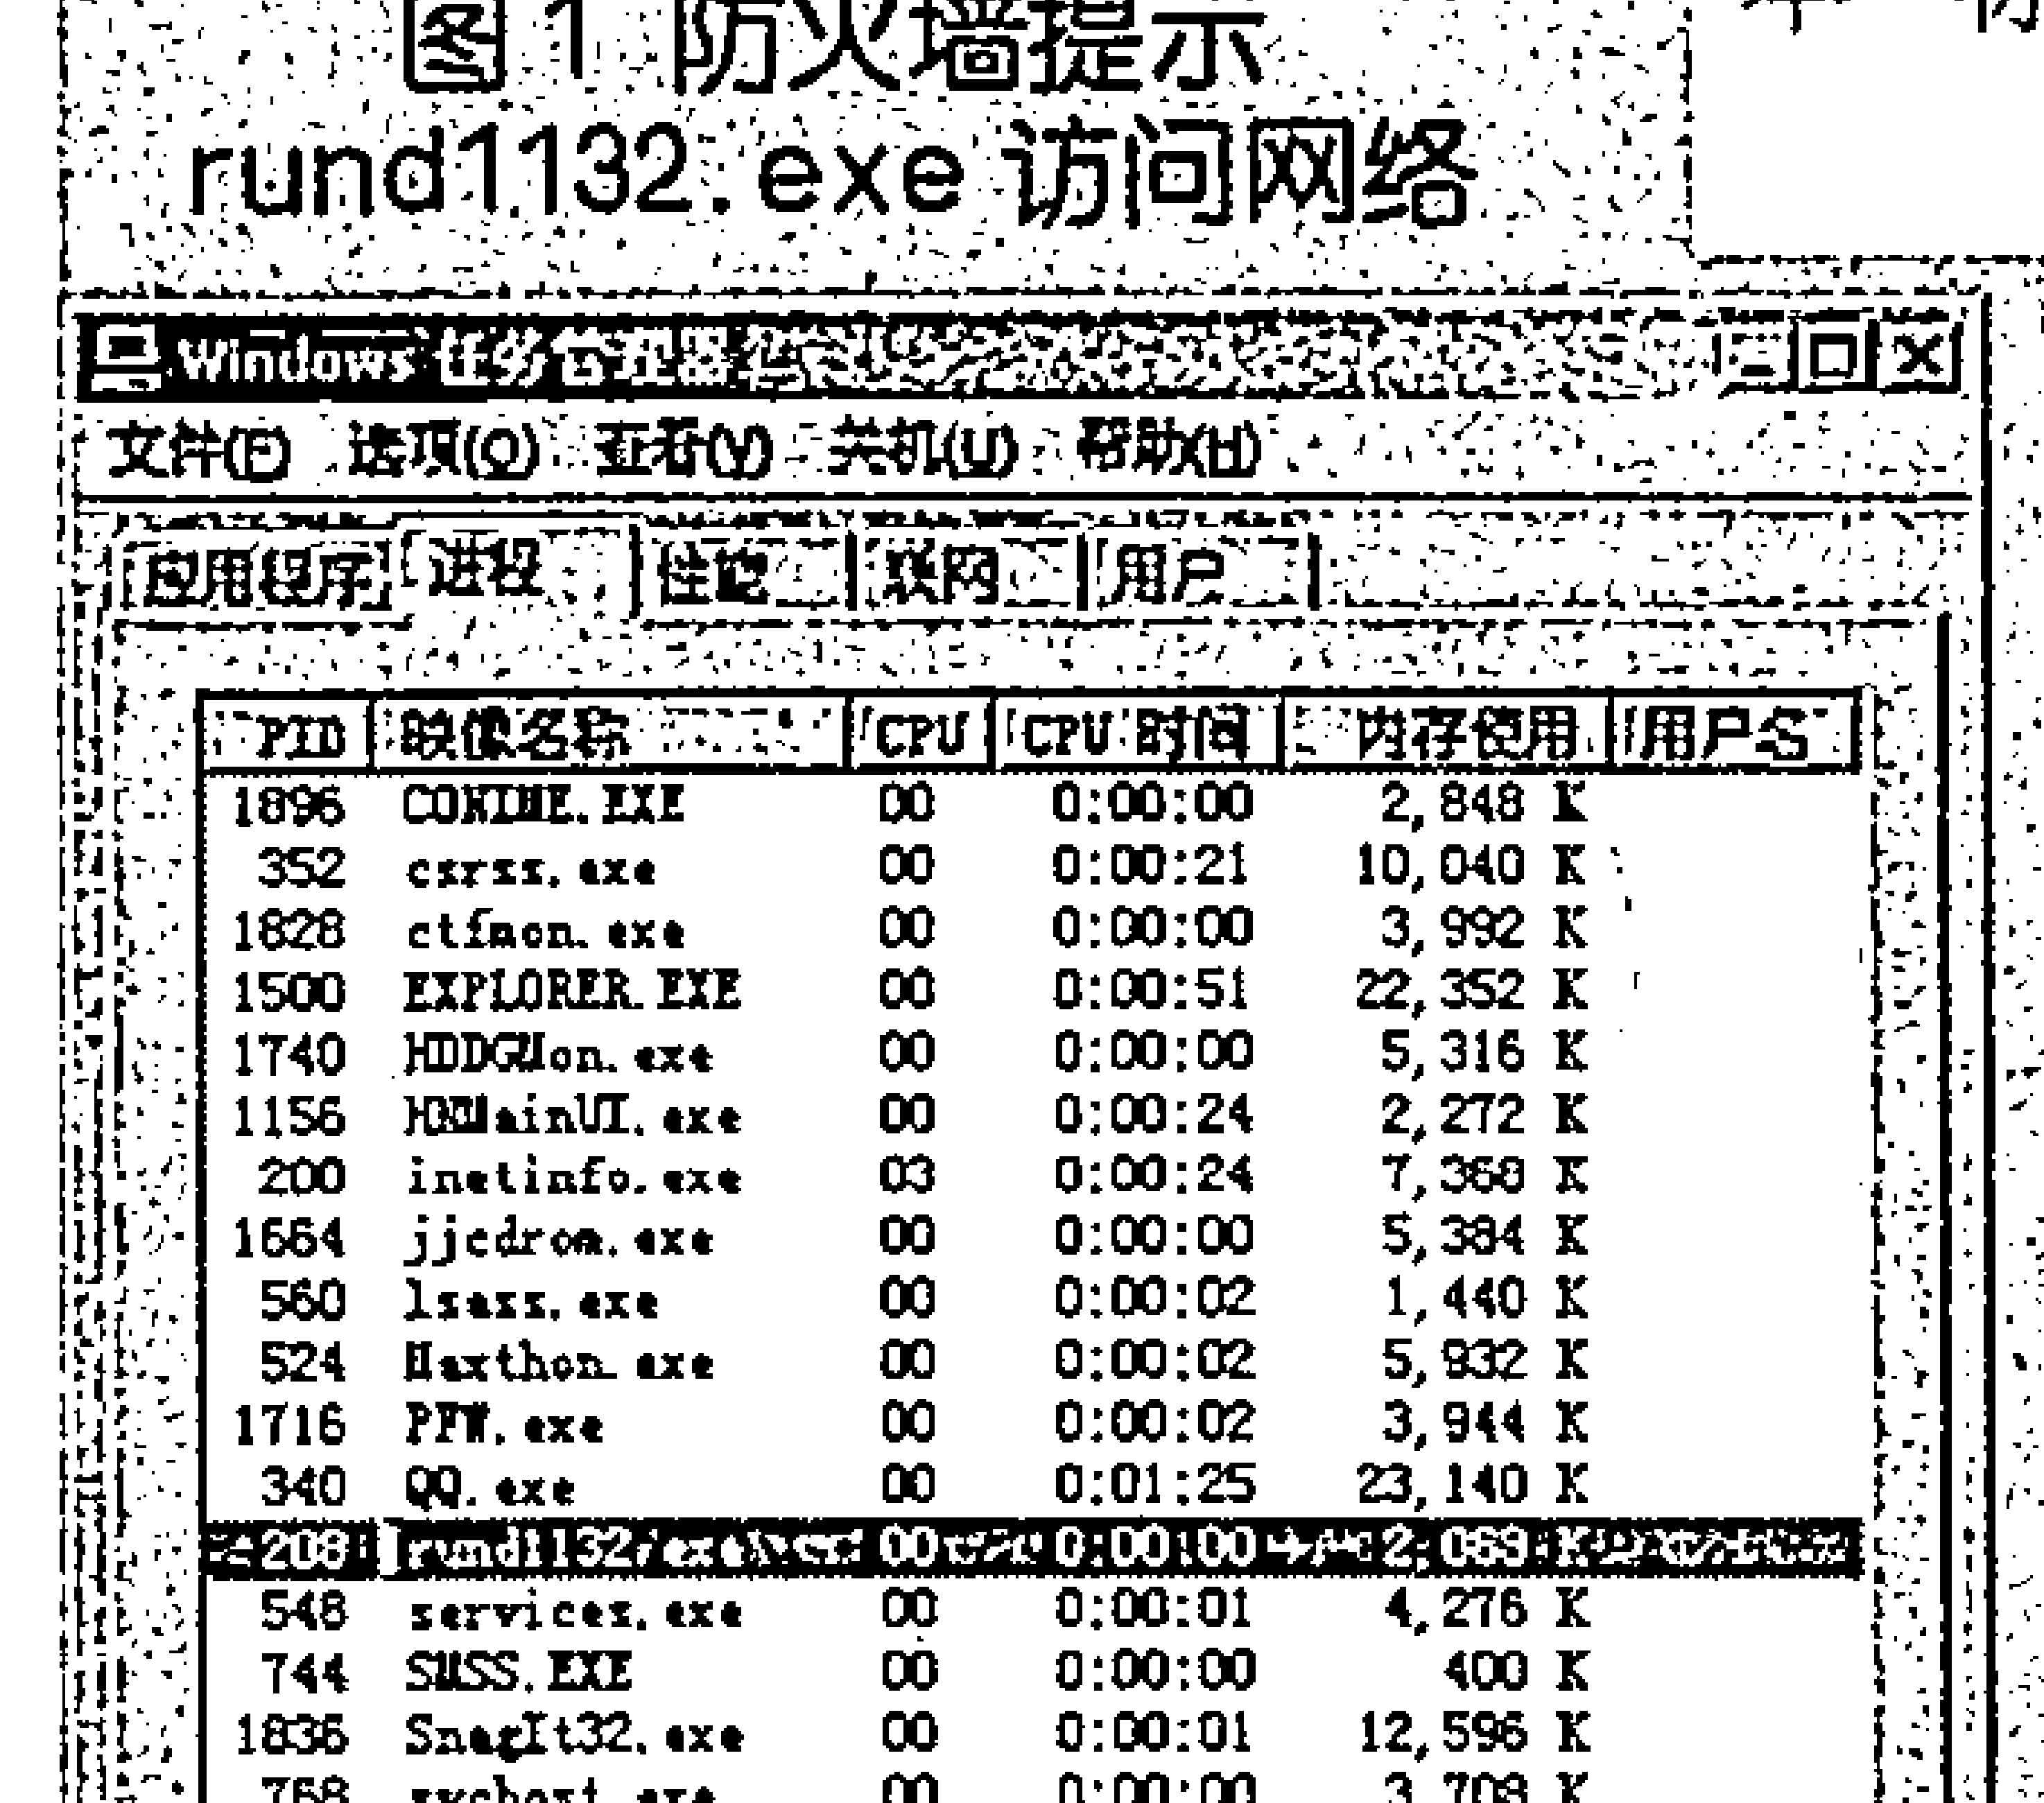 图1 防火墙提示
rund1132.exe 访问网络
Windows 任务管理器
文件(F) 选项(O) 查看(V) 关机(U) 帮助(H)
应用程序 进程 性能 联网 用户
PID 映像名称 CPU CPU 时间 内存使用 用户名
1896 CONIME.EXE 00 0:00:00 2,848 K
352 csrss.exe 00 0:00:21 10,040 K
1828 ctfmon.exe 00 0:00:00 3,992 K
1500 EXPLORER.EXE 00 0:00:51 22,352 K
1740 HDDGMon.exe 00 0:00:00 5,316 K
1156 00 0:00:24 2,272 K
200 inetinfo.exe 03 0:00:24 7,368 K
1664 jjcdrom.exe 00 0:00:00 5,384 K
560 lsass.exe 00 0:00:02 1,440 K
524 Maxthon.exe 00 0:00:02 5,932 K
1716 PFW.exe 00 0:00:02 3,944 K
340 QQ.exe 00 0:01:25 23,140 K
208 rund1132.exe 00 0:00:00 K
548 services.exe 00 0:00:01 4,276 K
744 SMSS.EXE 00 0:00:00 400 K
1836 SnagIt32.exe 00 0:00:01 12,596 K
768 svchost.exe 00 0:00:00 K